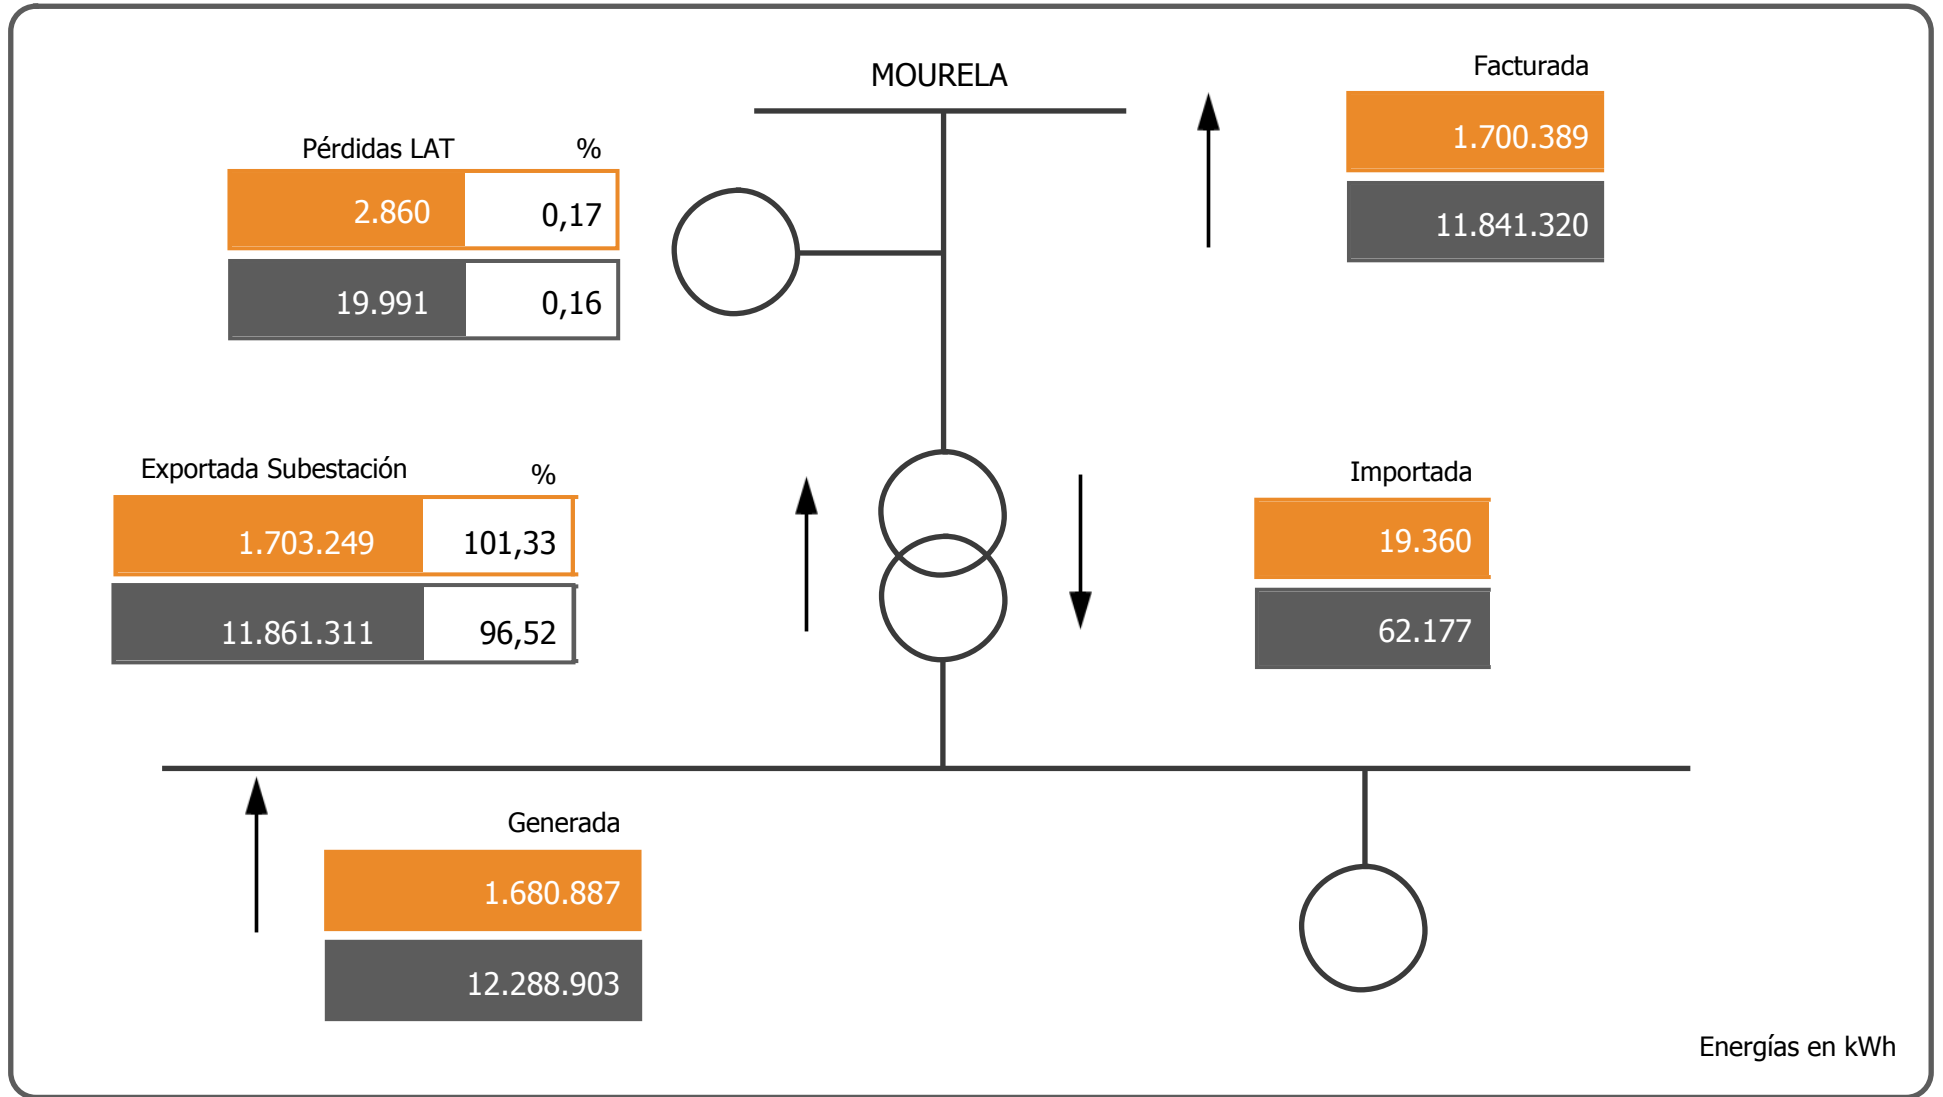 MOURELA
Facturada
1.700.389
11.841.320
Pérdidas LAT %
2.860 0,17
19.991 0,16
Exportada Subestación %
1.703.249 101,33
11.861.311 96,52
Importada
19.360
62.177
Generada
1.680.887
12.288.903
Energías en kWh